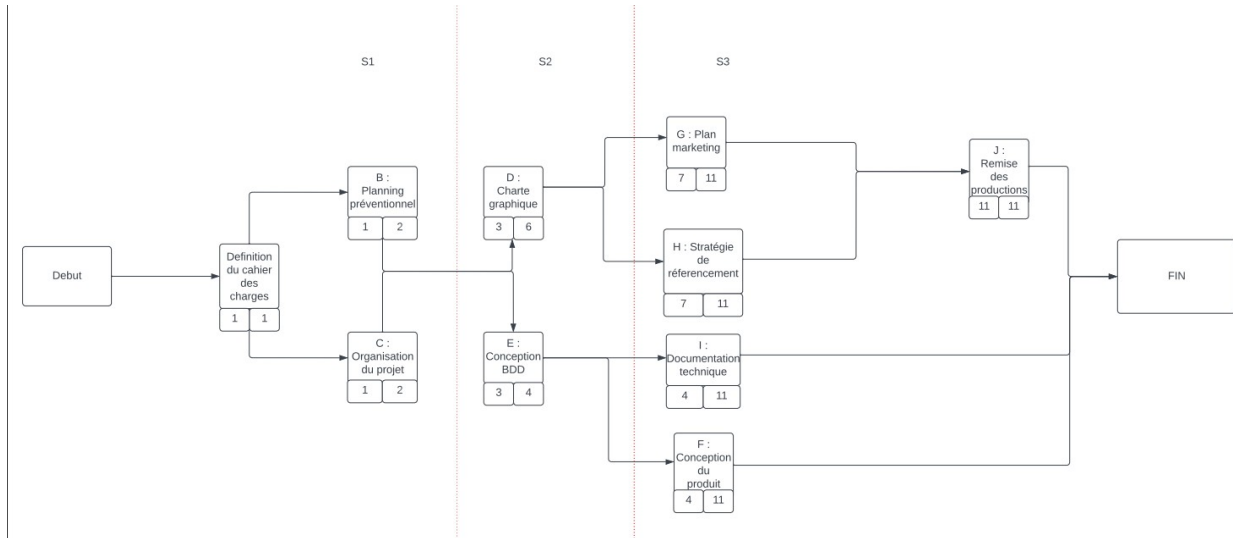 S1
S2
S3
Debut
Definition
du cahier
des
charges
1 1
B :
Planning
préventionnel
1 2
C :
Organisation
du projet
1 2
D :
Charte
graphique
3 6
E :
Conception
BDD
3 4
G : Plan
marketing
7 11
H : Stratégie
de
réferencement
7 11
I :
Documentation
technique
4 11
F :
Conception
du
produit
4 11
J :
Remise
des
productions
11 11
FIN